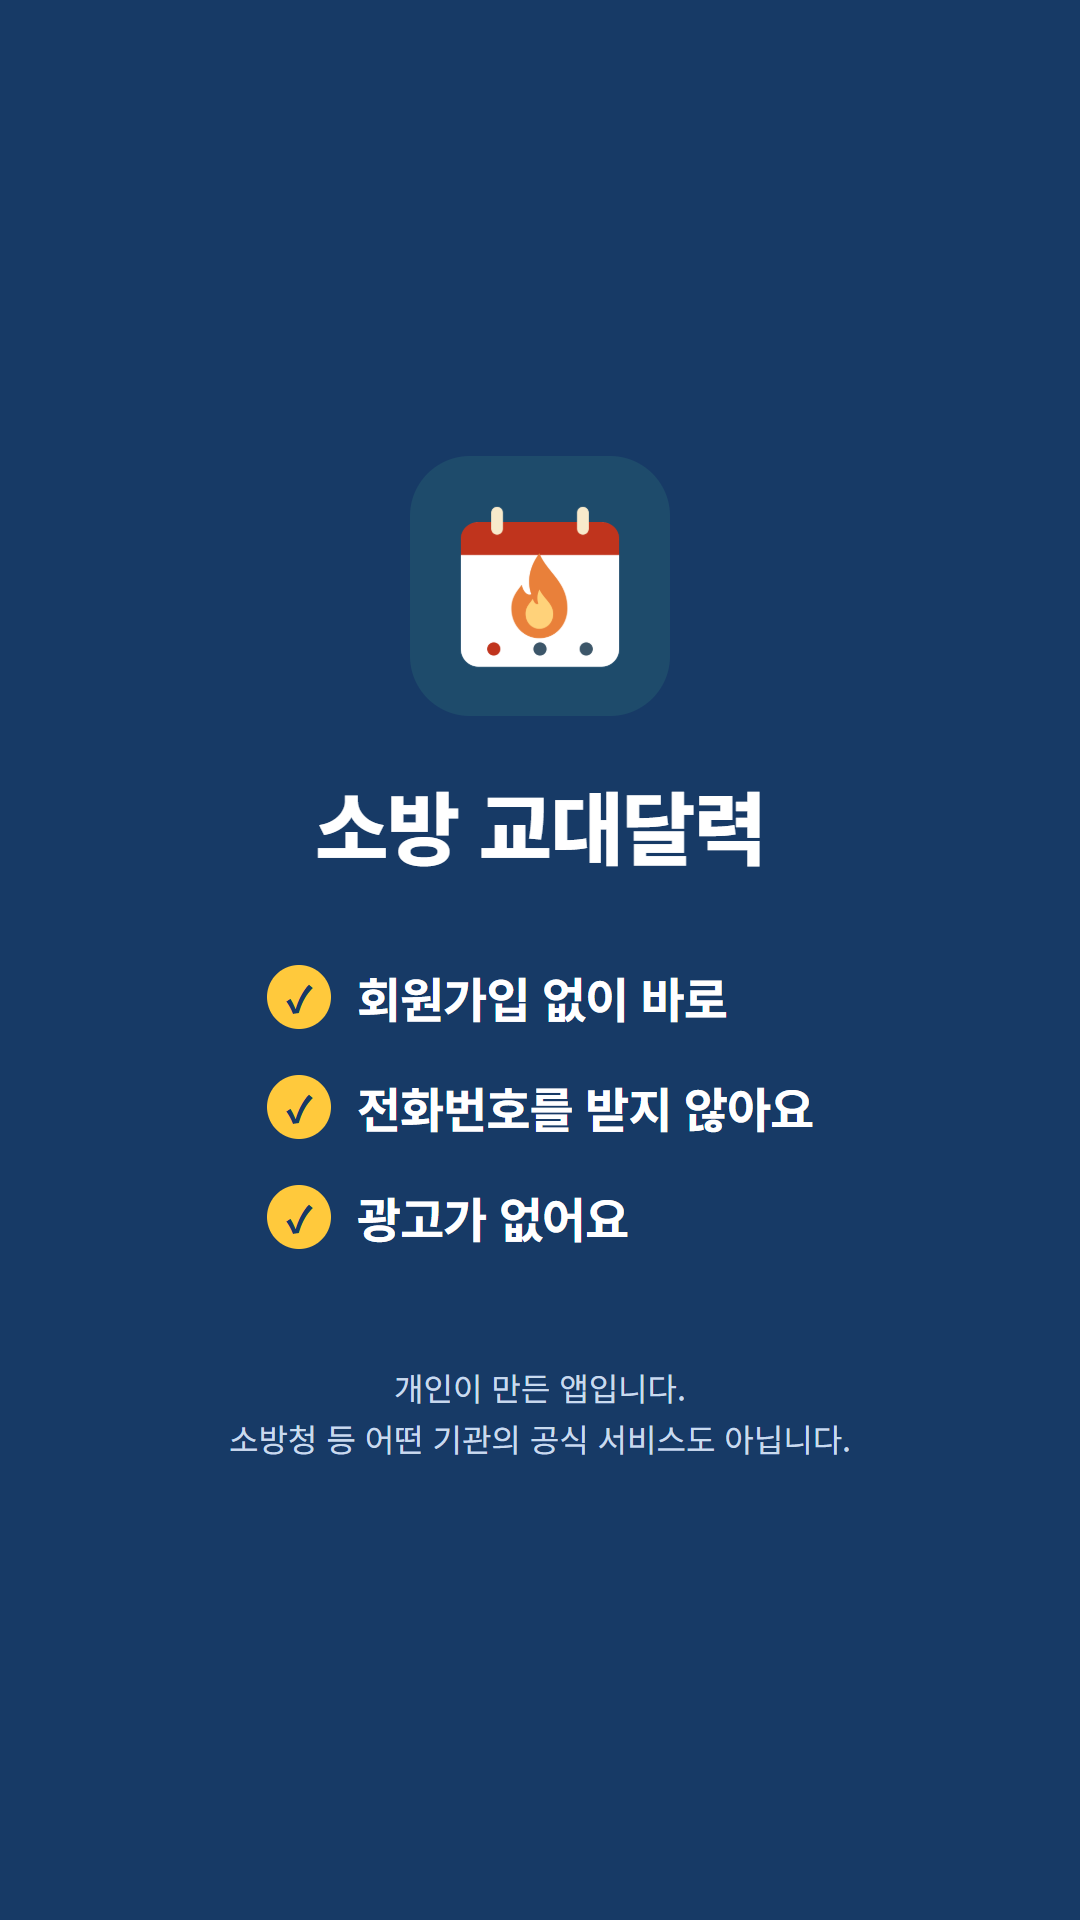 소방 교대달력
회원가입 없이 바로
전화번호를 받지 않아요
광고가 없어요
개인이 만든 앱입니다.
소방청 등 어떤 기관의 공식 서비스도 아닙니다.